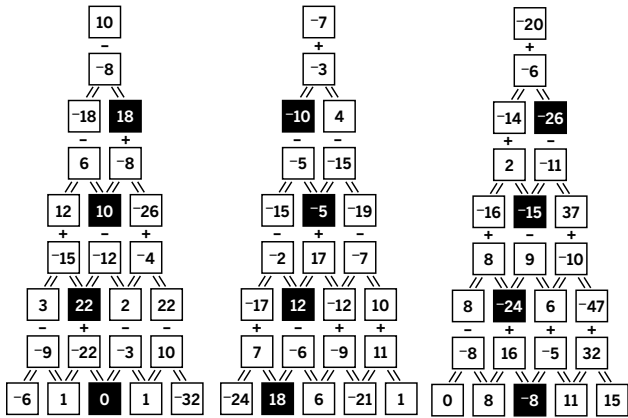 10 ⁻7 ⁻20
− + +
⁻8 ⁻3 ⁻6
⁻18 18 ⁻10 4 ⁻14 ⁻26
− + − − + −
6 ⁻8 ⁻5 ⁻15 2 ⁻11
12 10 ⁻26 ⁻15 ⁻5 ⁻19 ⁻16 ⁻15 37
+ − + − + − + − +
⁻15 ⁻12 ⁻4 ⁻2 17 ⁻7 8 9 ⁻10
3 22 2 22 ⁻17 12 ⁻12 10 8 ⁻24 6 ⁻47
− + − − + − + + − + + +
⁻9 ⁻22 ⁻3 10 7 ⁻6 ⁻9 11 ⁻8 16 ⁻5 32
⁻6 1 0 1 ⁻32 ⁻24 18 6 ⁻21 1 0 8 ⁻8 11 15